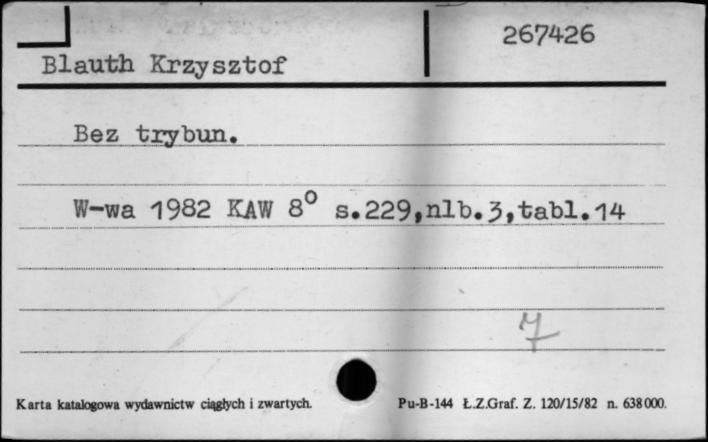 267426
Blauth Krzysztof
Bez trybun.
W-wa 1982 KAW 8° s.229,nlb.3,tabl.14
7
Karta katalogowa wydawnictw ciągłych i zwartych. Pu-B-144 Ł.Z.Graf. Z. 120/15/82 n. 638000.